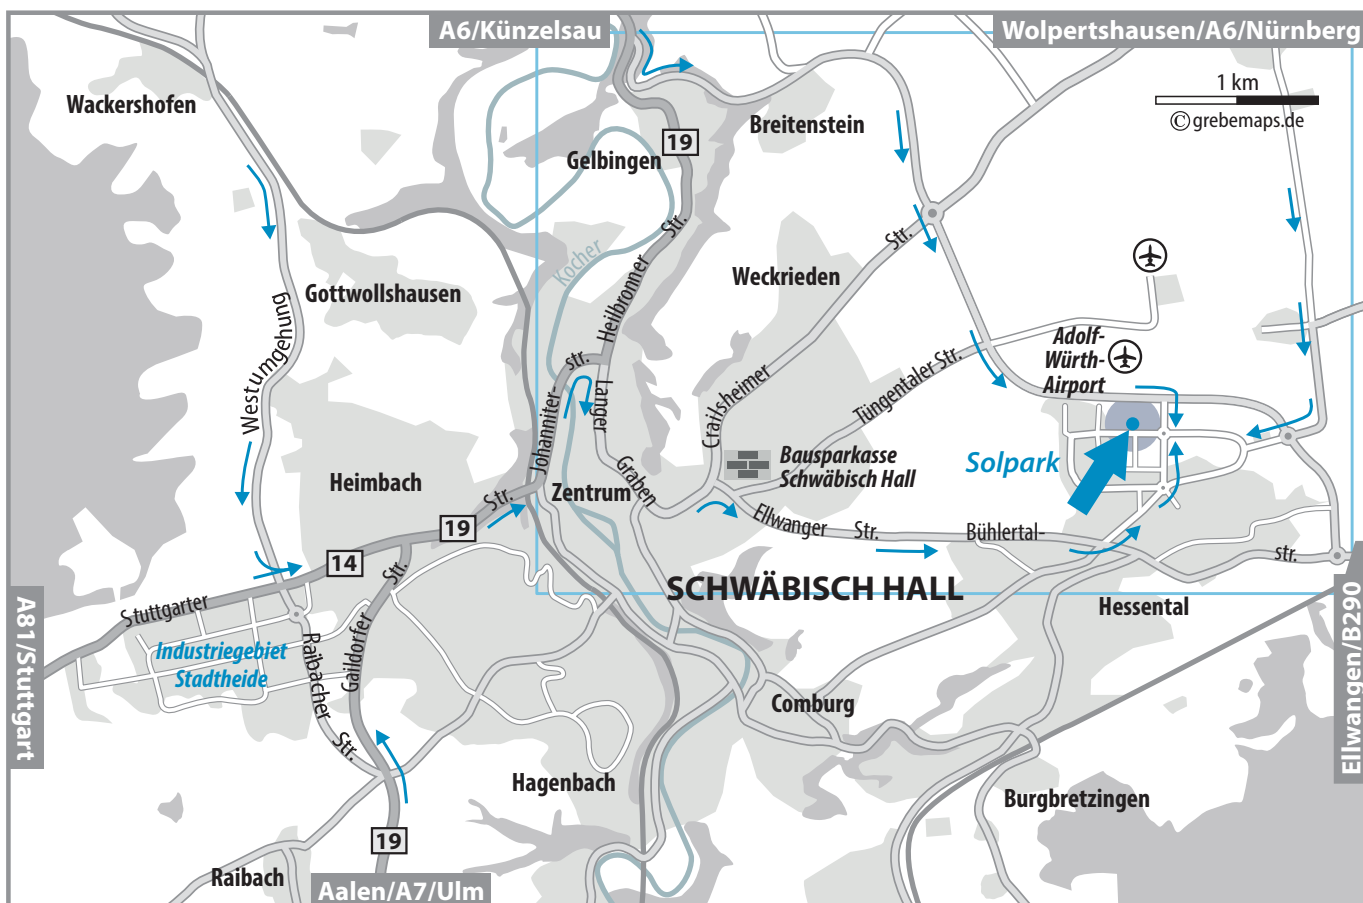 A6/Künzelsau
Wolpertshausen/A6/Nürnberg
Wackershofen
1 km
©grebemaps.de
Breitenstein
19
Gelbingen
Kocher
Heilbronner Str.
Str.
Weckrieden
Gottwollshausen
Westumgehung
Adolf-
Würth-
Airport
Johanniter-
str.
Langer
Graben
Crailsheimer
Tüngentaler Str.
Bausparkasse
Schwäbisch Hall
Solpark
Heimbach
Zentrum
Str.
19
14
Ellwanger
Str.
Bühlertal-
str.
SCHWÄBISCH HALL
Hessental
Stuttgarter
Str.
Gaildorfer
Raibacher
Str.
Industriegebiet
Stadtheide
A81/Stuttgart
Ellwangen/B290
Comburg
Hagenbach
Burgbretzingen
19
Raibach
Aalen/A7/Ulm